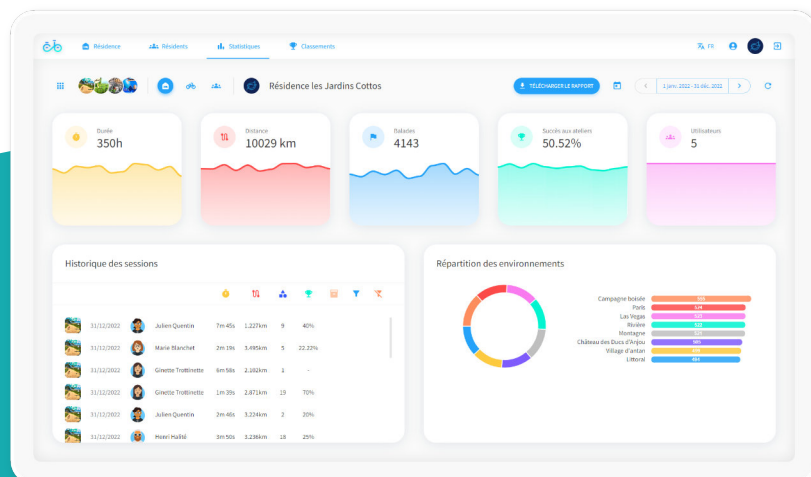 Résidence
Résidents
Statistiques
Classements
FR
Résidence les Jardins Cottos
TÉLÉCHARGER LE RAPPORT
1 janv. 2022 - 31 déc. 2022
Durée
350h
Distance
10029 km
Balades
4143
Succès aux ateliers
50.52%
Utilisateurs
5
Historique des sessions
31/12/2022 Julien Quentin 7m 45s 1.227km 9 40%
31/12/2022 Marie Blanchet 2m 19s 3.495km 5 22.22%
31/12/2022 Ginette Trottinette 6m 58s 2.182km 1 -
31/12/2022 Ginette Trottinette 1m 39s 2.871km 19 70%
31/12/2022 Julien Quentin 2m 46s 3.224km 2 20%
31/12/2022 Henri Halité 3m 50s 3.236km 18 25%
Répartition des environnements
Campagne boisée
Paris
Las Vegas
Rivière
Montagne
Château des Ducs d'Anjou
Village d'antan
Littoral